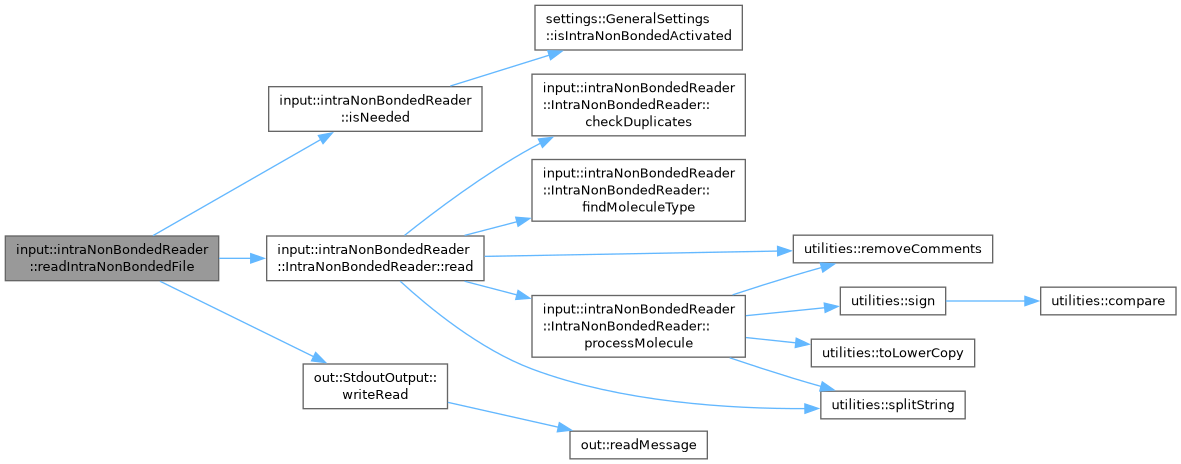 settings::GeneralSettings
::isIntraNonBondedActivated
input::intraNonBondedReader
::IntraNonBondedReader::
checkDuplicates
input::intraNonBondedReader
::isNeeded
input::intraNonBondedReader
::IntraNonBondedReader::
findMoleculeType
input::intraNonBondedReader
::readIntraNonBondedFile
input::intraNonBondedReader
::IntraNonBondedReader::read
utilities::removeComments
input::intraNonBondedReader
::IntraNonBondedReader::
processMolecule
utilities::sign
utilities::compare
utilities::toLowerCopy
out::StdoutOutput::
writeRead
utilities::splitString
out::readMessage